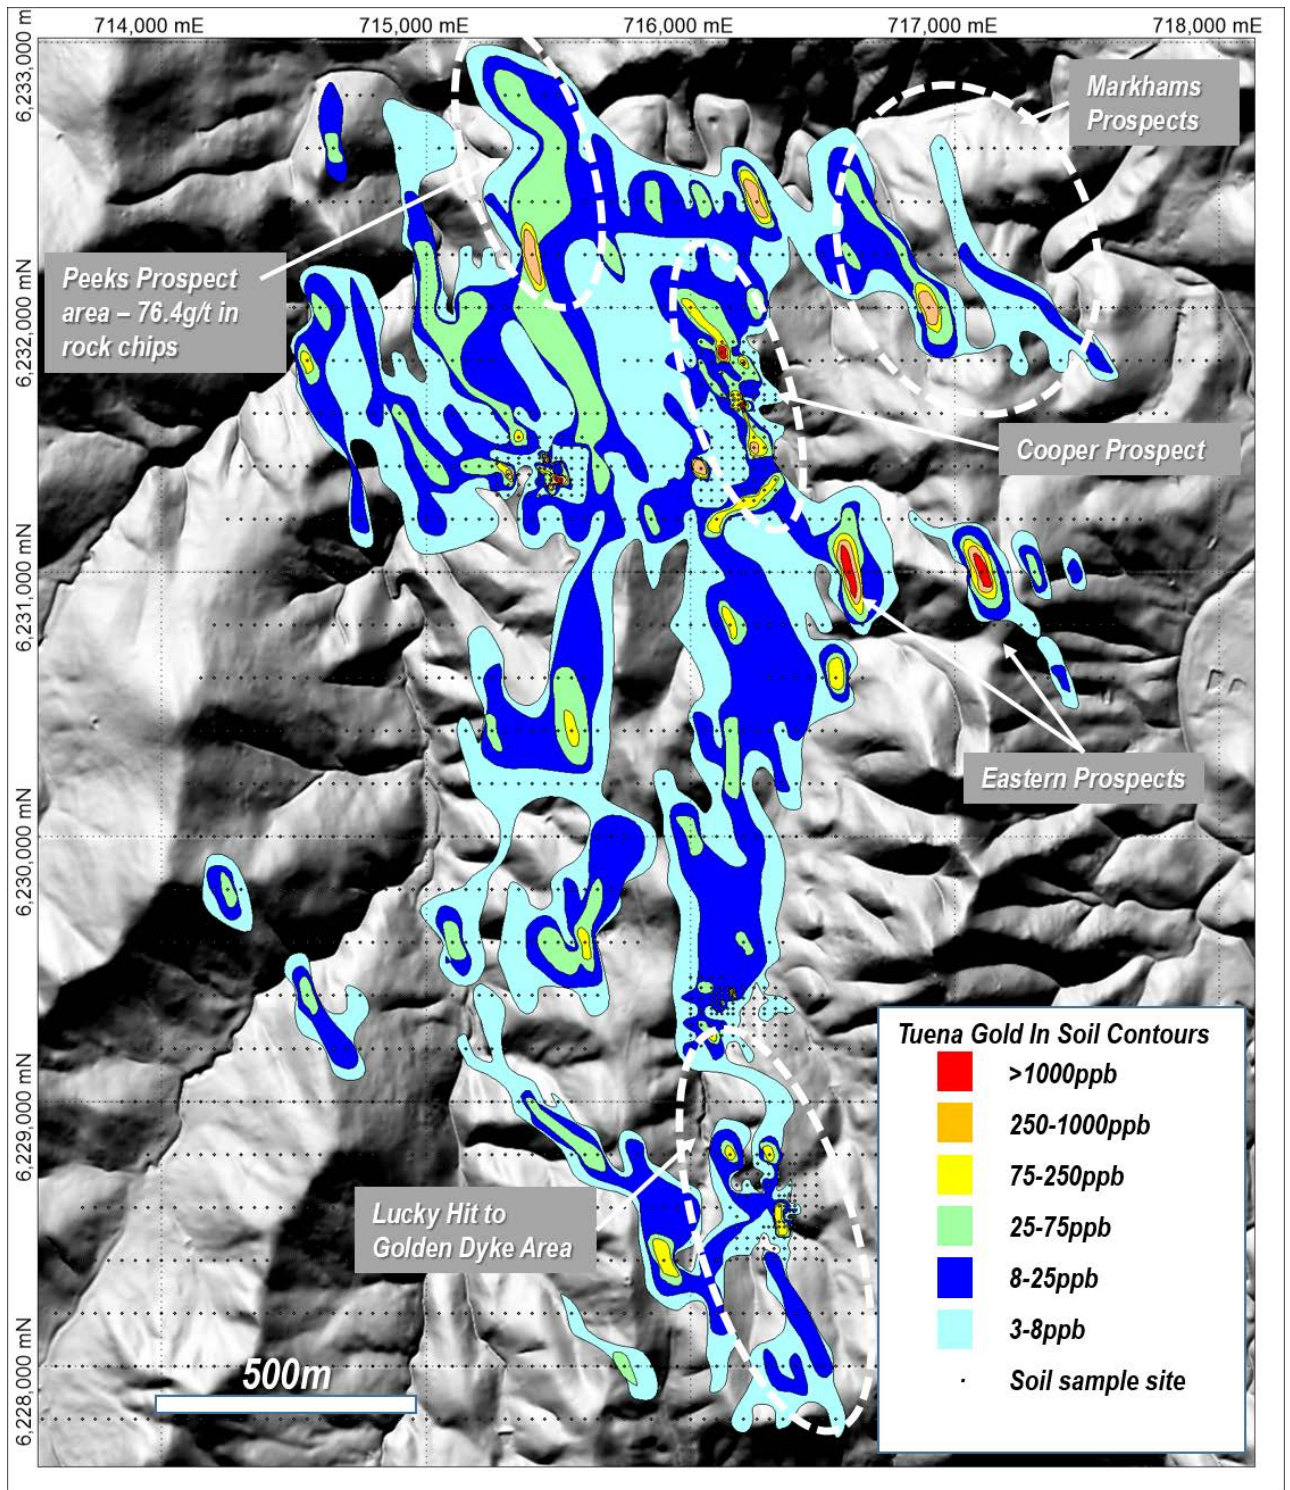 714,000 mE
715,000 mE
716,000 mE
717,000 mE
718,000 mE
6,233,000 m
6,232,000 mN
6,231,000 mN
6,230,000 mN
6,229,000 mN
6,228,000 mN
Markhams
Prospects
Peeks Prospect
area – 76.4g/t in
rock chips
Cooper Prospect
Eastern Prospects
Lucky Hit to
Golden Dyke Area
500m
Tuena Gold In Soil Contours
>1000ppb
250-1000ppb
75-250ppb
25-75ppb
8-25ppb
3-8ppb
Soil sample site